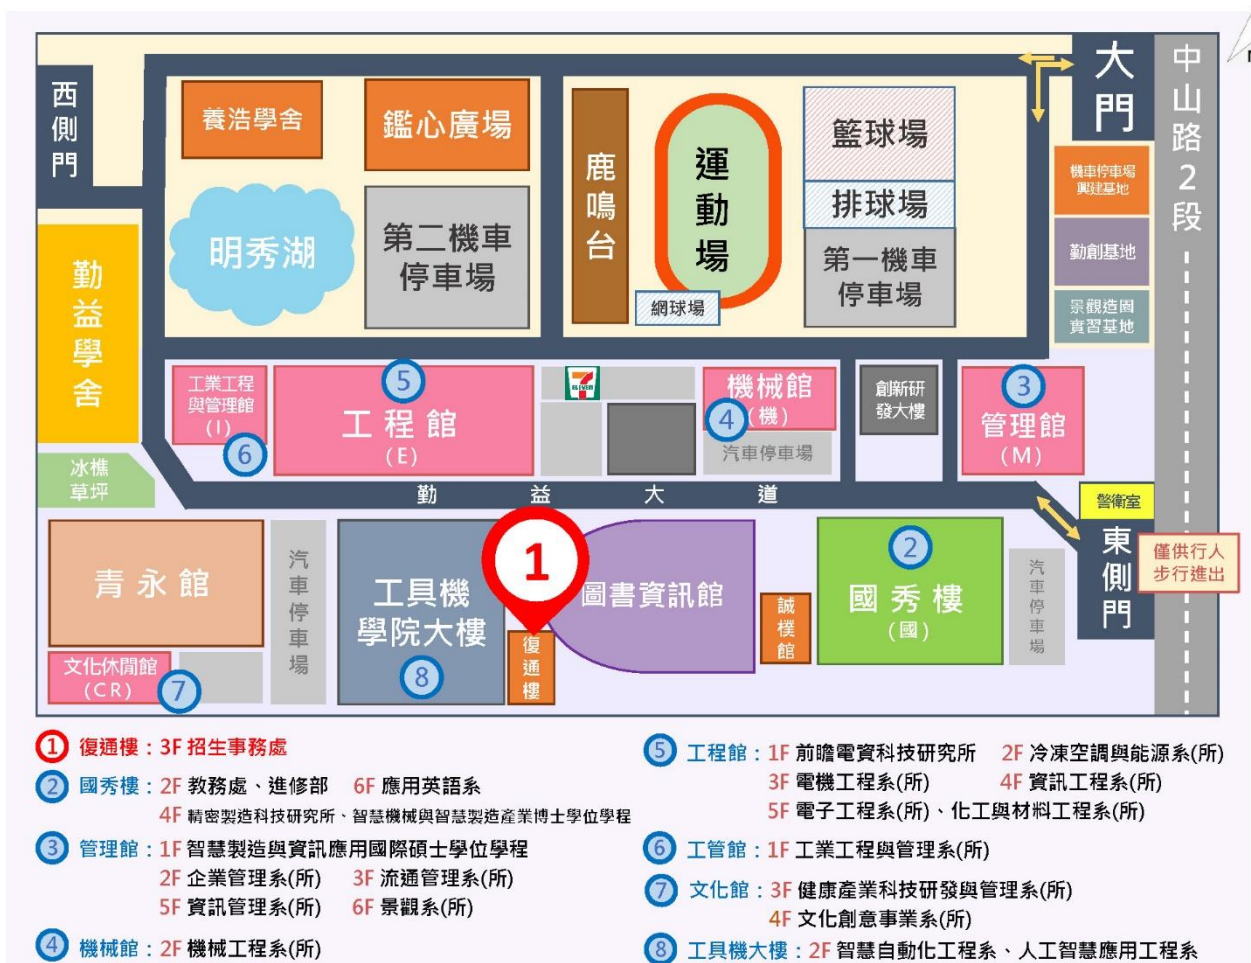 大門
中山路2段
西側門
養浩學舍
鑑心廣場
鹿鳴台
運動場
籃球場
排球場
機車停車場
興建基地
明秀湖
第二機車
停車場
網球場
第一機車
停車場
勤創基地
景觀造園
實習基地
勤益學舍
工業工程
與管理館
(I)
6
5
工程館
(E)
7
ELEVEN
機械館
(機)
4
汽車停車場
創新研
發大樓
3
管理館
(M)
冰樵
草坪
勤益大道
警衛室
東側門
僅供行人
步行進出
青永館
汽車停車場
工具機
學院大樓
8
1
復通樓
圖書資訊館
誠樸館
2
國秀樓
(國)
汽車停車場
文化休閒館
(CR)
7
1 復通樓：3F 招生事務處
2 國秀樓：2F 教務處、進修部 6F 應用英語系
4F 精密製造科技研究所、智慧機械與智慧製造產業博士學位學程
3 管理館：1F 智慧製造與資訊應用國際碩士學位學程
2F 企業管理系(所) 3F 流通管理系(所)
5F 資訊管理系(所) 6F 景觀系(所)
4 機械館：2F 機械工程系(所)
5 工程館：1F 前瞻電資科技研究所 2F 冷凍空調與能源系(所)
3F 電機工程系(所) 4F 資訊工程系(所)
5F 電子工程系(所)、化工與材料工程系(所)
6 工管館：1F 工業工程與管理系(所)
7 文化館：3F 健康產業科技研發與管理系(所)
4F 文化創意事業系(所)
8 工具機大樓：2F 智慧自動化工程系、人工智慧應用工程系